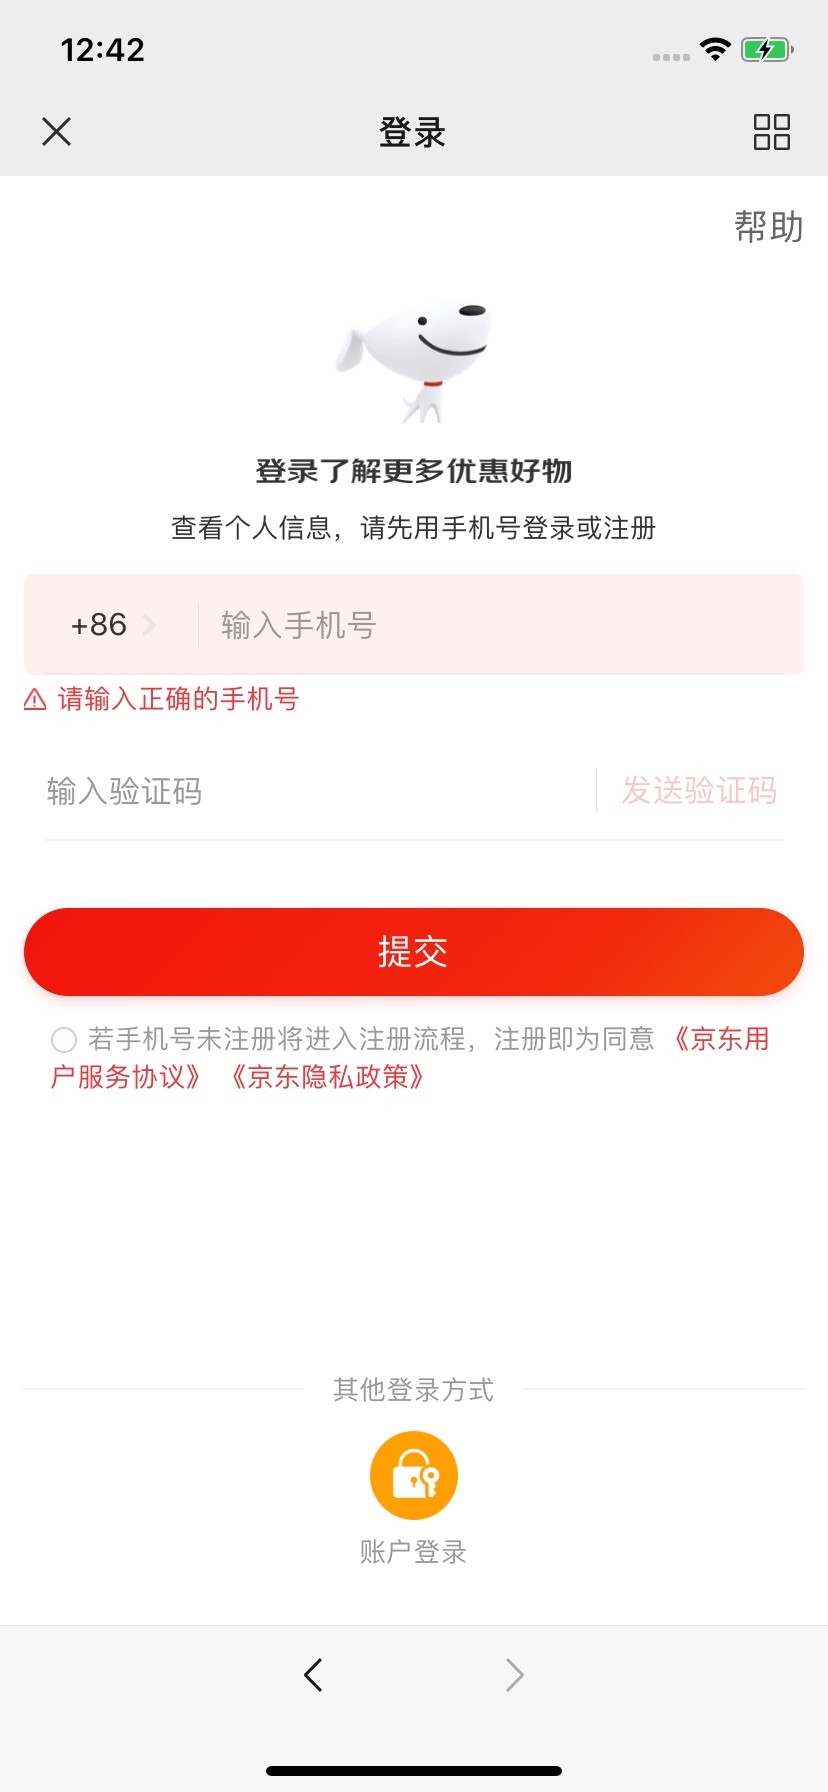 12:42
登录
帮助
登录了解更多优惠好物
查看个人信息，请先用手机号登录或注册
+86 输入手机号
请输入正确的手机号
输入验证码 发送验证码
提交
若手机号未注册将进入注册流程，注册即为同意 《京东用
户服务协议》 《京东隐私政策》
其他登录方式
账户登录